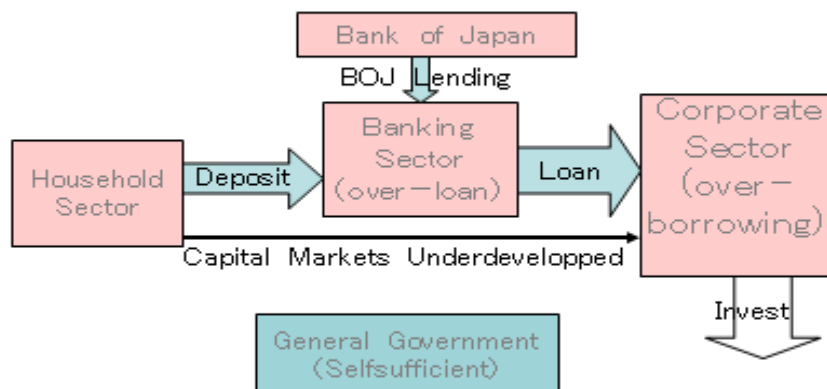 Bank of Japan
BOJ Lending
Banking
Sector
(over-loan)
Corporate
Sector
(over-
borrowing)
Household
Sector
Deposit
Loan
Capital Markets Underdevelopped
Invest
General Government
(Selfsufficient)